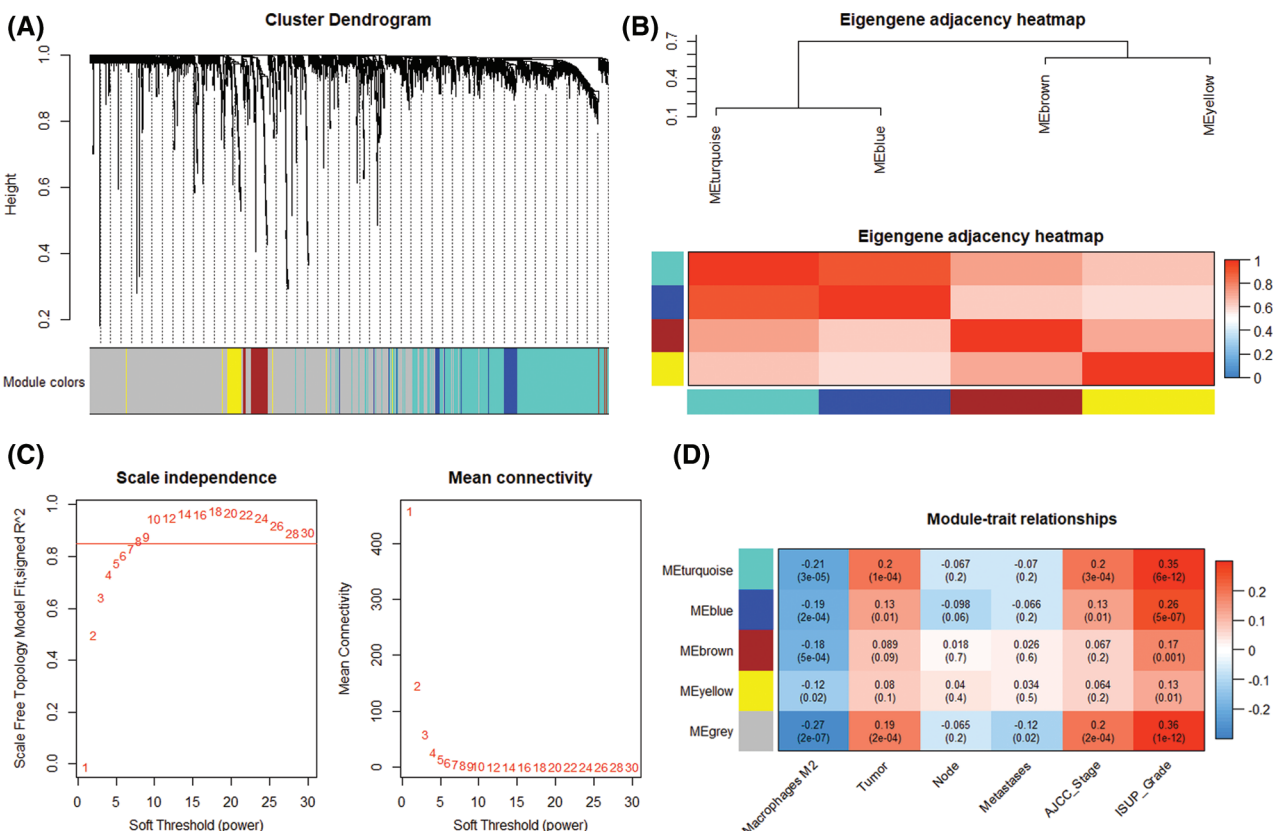 (A)
Cluster Dendrogram
Height
1.0
0.8
0.6
0.4
0.2
Module colors
(B)
Eigengene adjacency heatmap
0.7
0.4
0.1
MEturquoise
MEblue
MEbrown
MEyellow
Eigengene adjacency heatmap
1
0.8
0.6
0.4
0.2
0
(C)
Scale independence
Scale Free Topology Model Fit,signed R^2
1.0
0.8
0.6
0.4
0.2
0.0
1
2
3
4
5
6
7
8
9
10 12 14 16 18 20 22 24 26 28 30
0 5 10 15 20 25 30
Soft Threshold (power)
Mean connectivity
Mean Connectivity
400
300
200
100
0
1
2
3
4
5
6 7 8 9 10 12 14 16 18 20 22 24 26 28 30
0 5 10 15 20 25 30
Soft Threshold (power)
(D)
Module-trait relationships
MEturquoise
-0.21 0.2 -0.067 -0.07 0.2 0.35
(3e-05) (1e-04) (0.2) (0.2) (3e-04) (6e-12)
MEblue
-0.19 0.13 -0.098 -0.066 0.13 0.26
(2e-04) (0.01) (0.06) (0.2) (0.01) (5e-07)
MEbrown
-0.18 0.089 0.018 0.026 0.067 0.17
(5e-04) (0.09) (0.7) (0.6) (0.2) (0.001)
MEyellow
-0.12 0.08 0.04 0.034 0.064 0.13
(0.02) (0.1) (0.4) (0.5) (0.2) (0.01)
MEgrey
-0.27 0.19 -0.065 -0.12 0.2 0.36
(2e-07) (2e-04) (0.2) (0.02) (2e-04) (1e-12)
0.2
0.1
0
-0.1
-0.2
Macrophages M2
Tumor
Node
Metastases
AJCC_Stage
ISUP_Grade